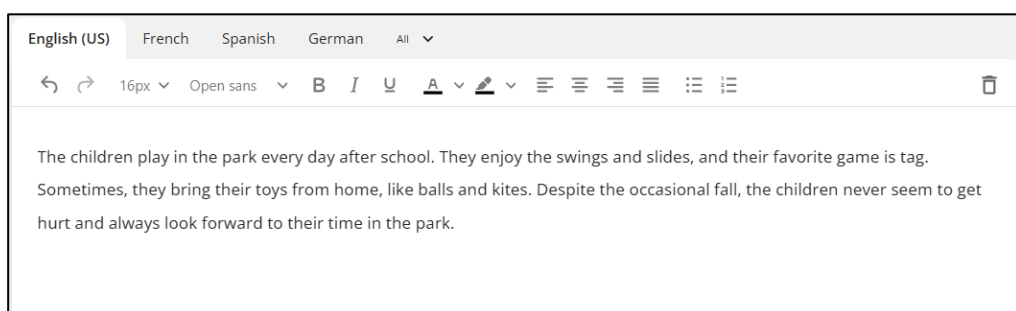 English (US) French Spanish German All
16px Open sans B I U A
The children play in the park every day after school. They enjoy the swings and slides, and their favorite game is tag.
Sometimes, they bring their toys from home, like balls and kites. Despite the occasional fall, the children never seem to get
hurt and always look forward to their time in the park.